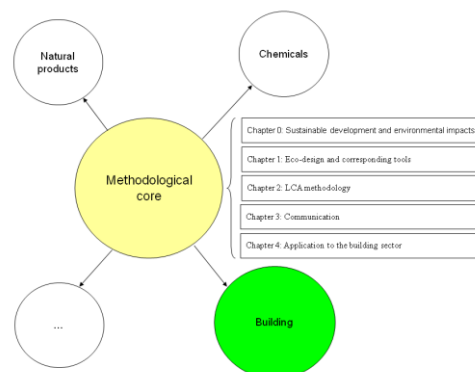 Natural
products
Chemicals
Chapter 0: Sustainable development and environmental impacts
Chapter 1: Eco-design and corresponding tools
Methodological
core
Chapter 2: LCA methodology
Chapter 3: Communication
Chapter 4: Application to the building sector
...
Building